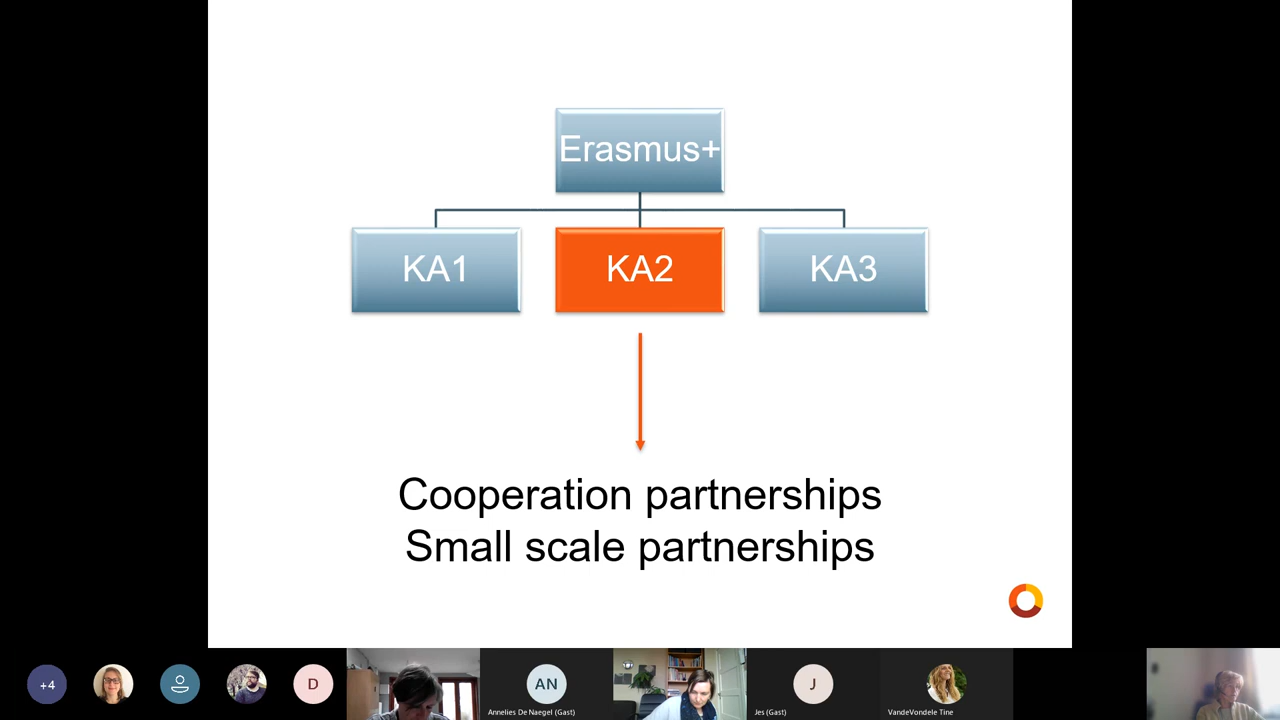 Erasmus+
KA1
KA2
KA3
Cooperation partnerships
Small scale partnerships
+4
D
AN
Annelies De Naegel (Gast)
J
Jes (Gast)
VandeVondele Tine